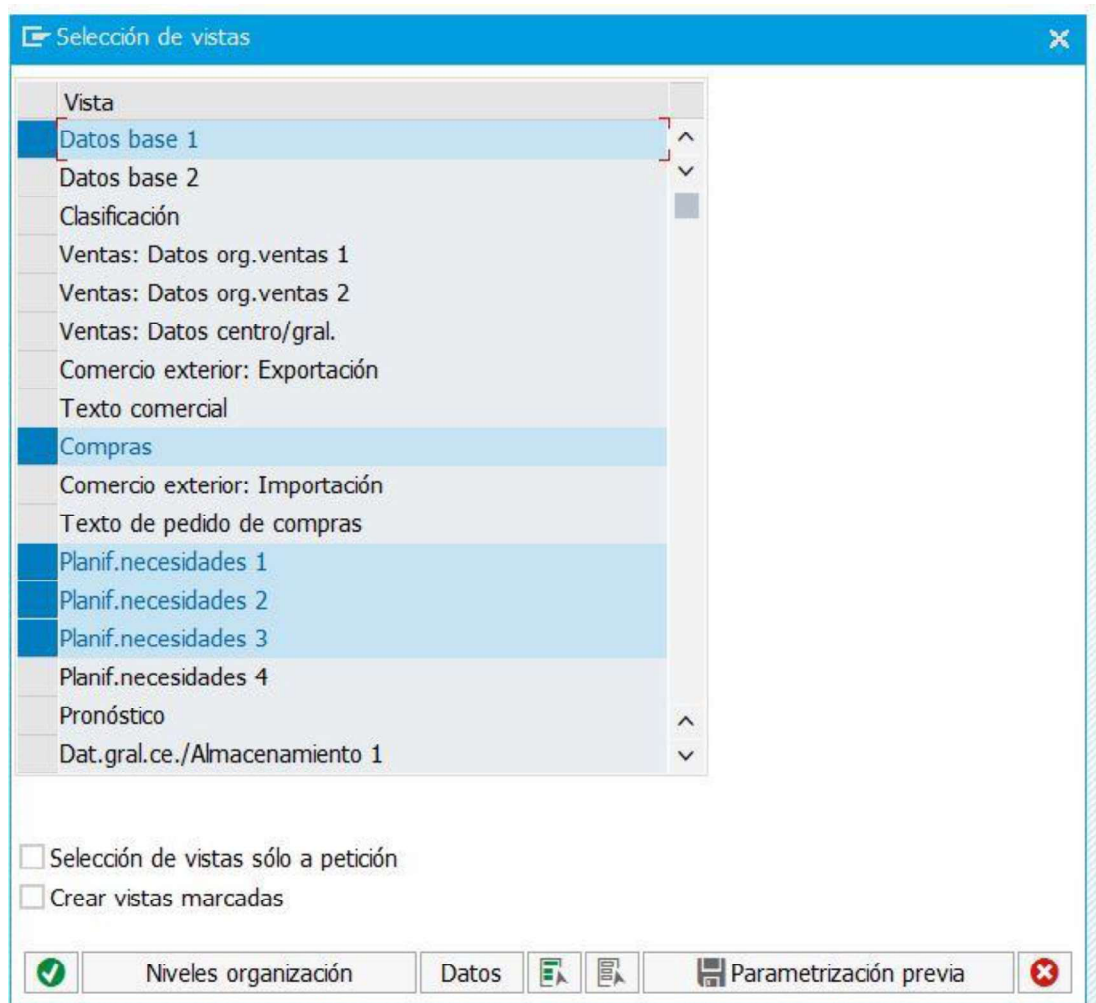 Selección de vistas
Vista
Datos base 1
Datos base 2
Clasificación
Ventas: Datos org.ventas 1
Ventas: Datos org.ventas 2
Ventas: Datos centro/gral.
Comercio exterior: Exportación
Texto comercial
Compras
Comercio exterior: Importación
Texto de pedido de compras
Planif.necesidades 1
Planif.necesidades 2
Planif.necesidades 3
Planif.necesidades 4
Pronóstico
Dat.gral.ce./Almacenamiento 1
Selección de vistas sólo a petición
Crear vistas marcadas
Niveles organización Datos Parametrización previa